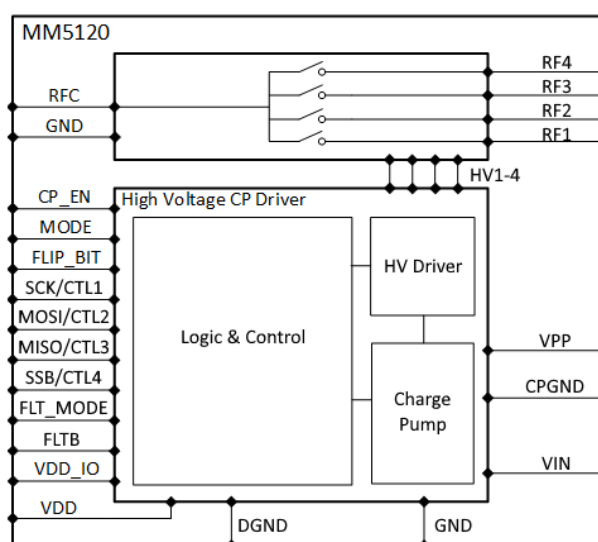 MM5120
RFC
GND
RF4
RF3
RF2
RF1
HV1-4
High Voltage CP Driver
CP_EN
MODE
FLIP_BIT
SCK/CTL1
MOSI/CTL2
MISO/CTL3
SSB/CTL4
FLT_MODE
FLTB
VDD_IO
VDD
Logic & Control
HV Driver
Charge
Pump
VPP
CPGND
VIN
DGND
GND